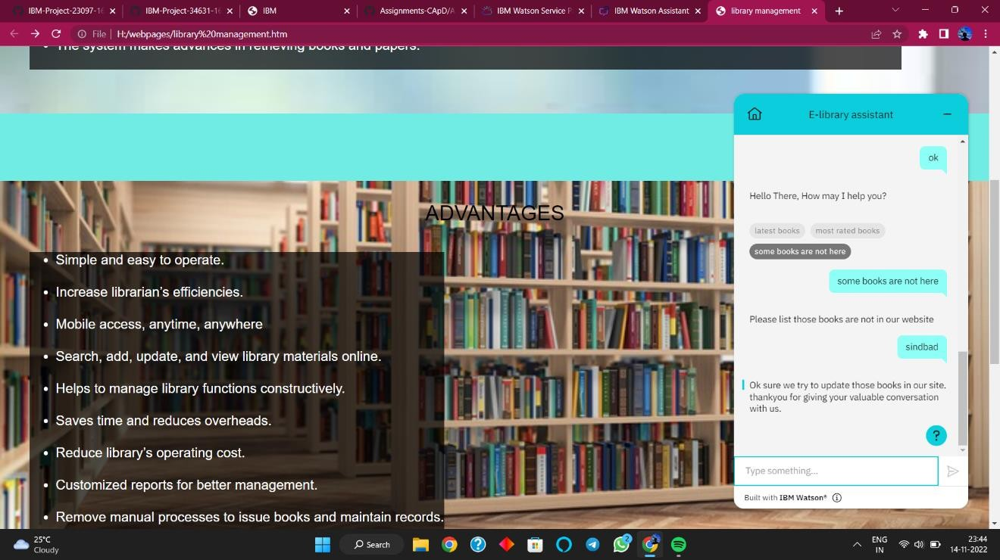 IBM-Project-23097-16
IBM-Project-34631-16
IBM
Assignments-CApD/A
IBM Watson Service P
IBM Watson Assistant
library management
File
H:/webpages/library%20management.htm
The system makes advances in retrieving books and papers.
ADVANTAGES
Simple and easy to operate.
Increase librarian’s efficiencies.
Mobile access, anytime, anywhere
Search, add, update, and view library materials online.
Helps to manage library functions constructively.
Saves time and reduces overheads.
Reduce library’s operating cost.
Customized reports for better management.
Remove manual processes to issue books and maintain records.
E-library assistant
ok
Hello There, How may I help you?
latest books
most rated books
some books are not here
some books are not here
Please list those books are not in our website
sindbad
Ok sure we try to update those books in our site.
thankyou for giving your valuable conversation
with us.
?
Type something...
Built with IBM Watson®
25°C
Cloudy
Search
2
ENG
IN
23:44
14-11-2022